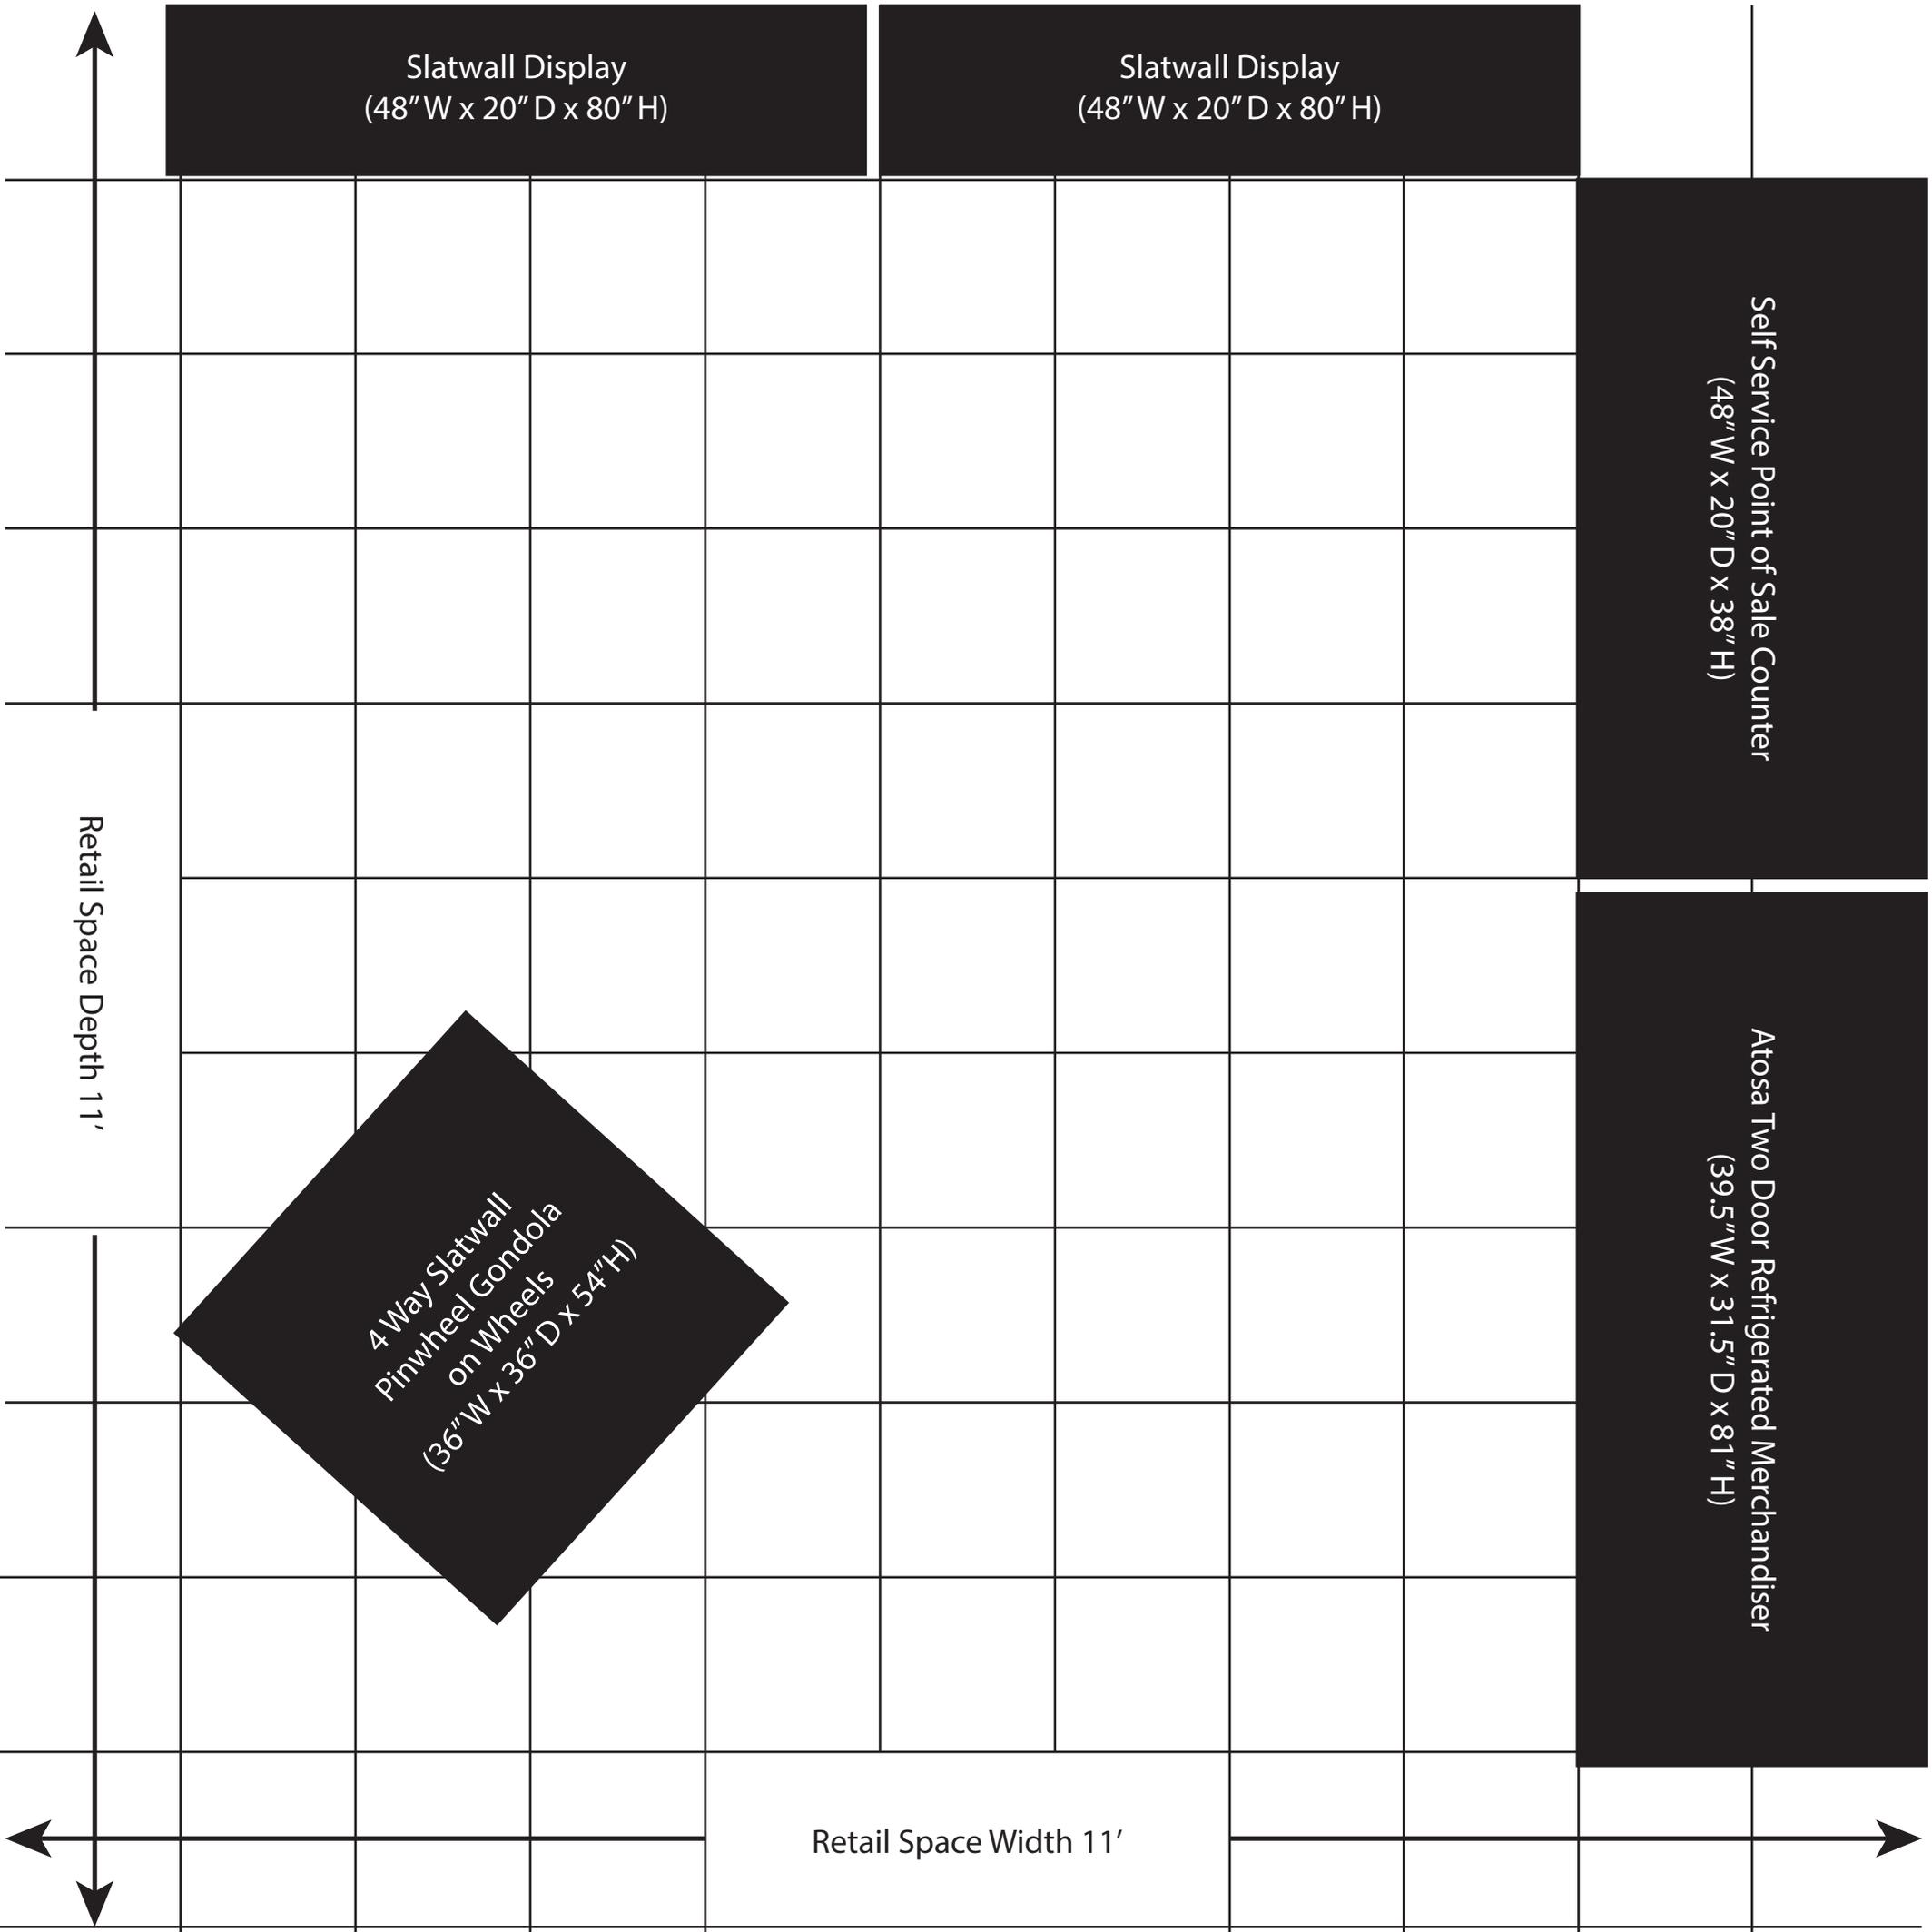 Slatwall Display
(48” W x 20” D x 80” H)
Slatwall Display
(48” W x 20” D x 80” H)
Self Service Point of Sale Counter
(48” W x 20” D x 38” H)
Retail Space Depth 11’
Atosa Two Door Refrigerated Merchandiser
(39.5” W x 31.5” D x 81” H)
4 Way Slatwall
Pinwheel Gondola
on Wheels
(36” W x 36” D x 54”H)
Retail Space Width 11’